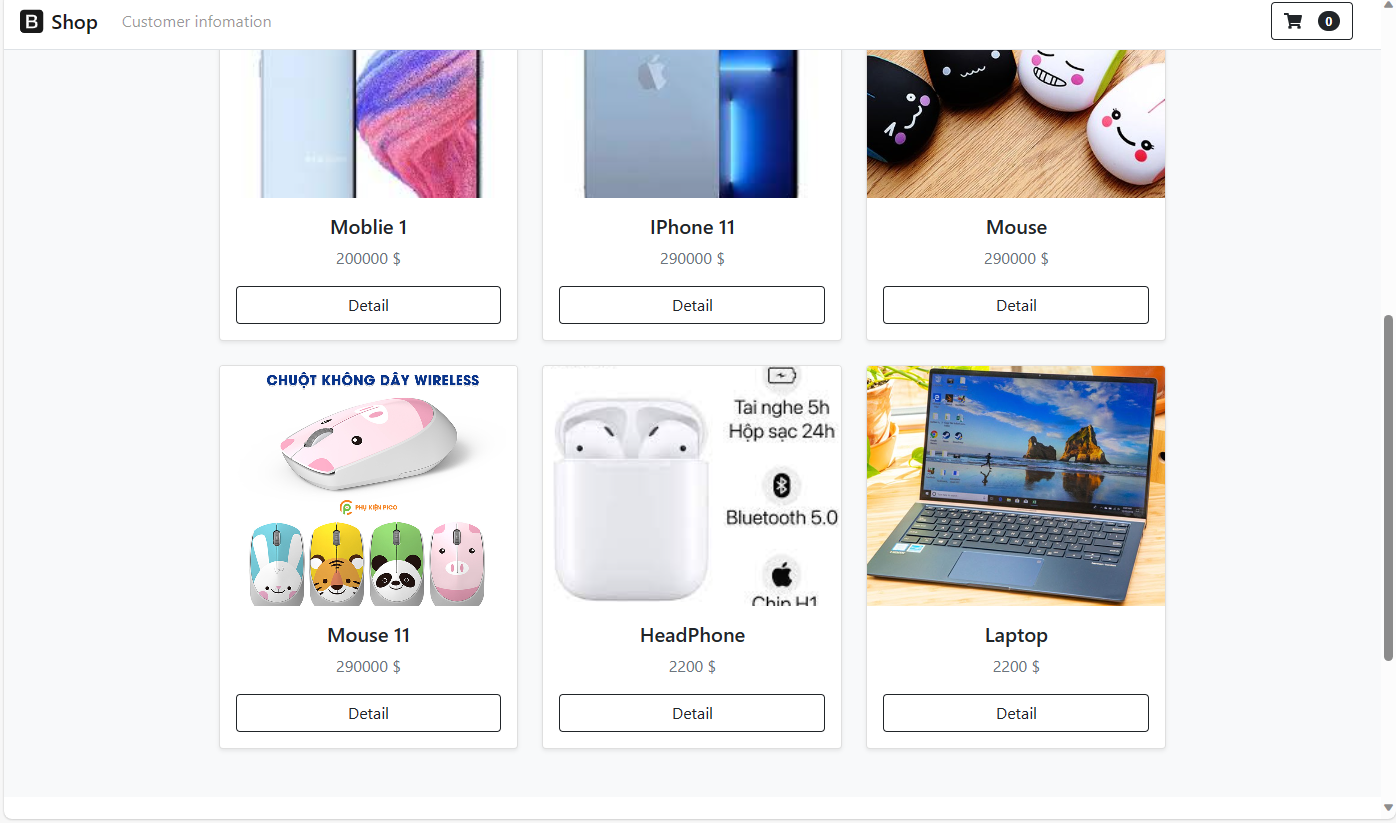 B Shop Customer infomation 0
Moblie 1
200000 $
Detail
IPhone 11
290000 $
Detail
Mouse
290000 $
Detail
CHUỘT KHÔNG DÂY WIRELESS
PHỤ KIỆN PICO
Mouse 11
290000 $
Detail
Tai nghe 5h
Hộp sạc 24h
Bluetooth 5.0
Chip H1
HeadPhone
2200 $
Detail
Laptop
2200 $
Detail